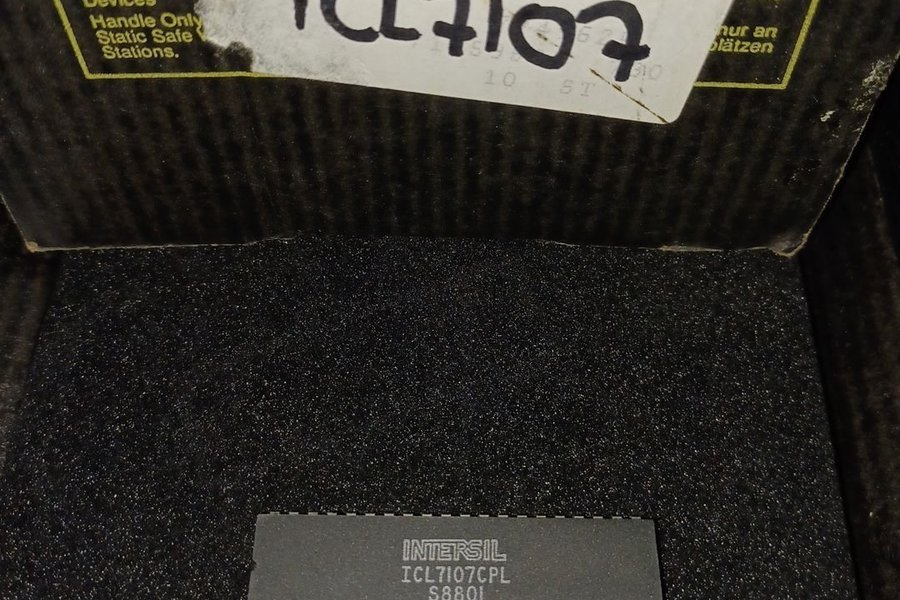 Devices
Handle Only
Static Safe
Stations.
ICL7107
nur an
plätzen
10 ST
INTERSIL
ICL7107CPL
S8801